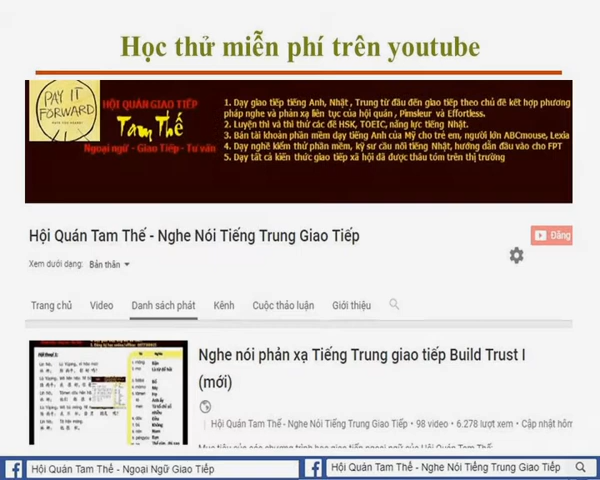 Học thử miễn phí trên youtube
PAY IT
FORWARD
HỘI QUÁN GIAO TIẾP
Tam Thế
Ngoại ngữ - Giao Tiếp - Tư vấn
1. Dạy giao tiếp tiếng Anh, Nhật , Trung từ đầu đến giao tiếp theo chủ đề kết hợp phương
pháp nghe và phản xạ liên tục của hội quán , Pimsleur và Effortless.
2. Luyện thi và thi thử các đề HSK, TOEIC, năng lực tiếng Nhật.
3. Bán tài khoản phần mềm dạy tiếng Anh của Mỹ cho trẻ em, người lớn ABCmouse, Lexia
4. Dạy nghề kiểm thử phần mềm, kỹ sư cầu nối tiếng Nhật, hướng dẫn đầu vào cho FPT
5. Dạy tất cả kiến thức giao tiếp xã hội đã được thâu tóm trên thị trường
Hội Quán Tam Thế - Nghe Nói Tiếng Trung Giao Tiếp
Đăng
Xem dưới dạng: Bản thân
Trang chủ Video Danh sách phát Kênh Cuộc thảo luận Giới thiệu
Nghe nói phản xạ Tiếng Trung giao tiếp Build Trust I
(mới)
Hội Quán Tam Thế - Nghe Nói Tiếng Trung Giao Tiếp • 98 video • 6.278 lượt xem • Cập nhật hôm
Hội Quán Tam Thế - Ngoại Ngữ Giao Tiếp
Hội Quán Tam Thế - Nghe Nói Tiếng Trung Giao Tiếp